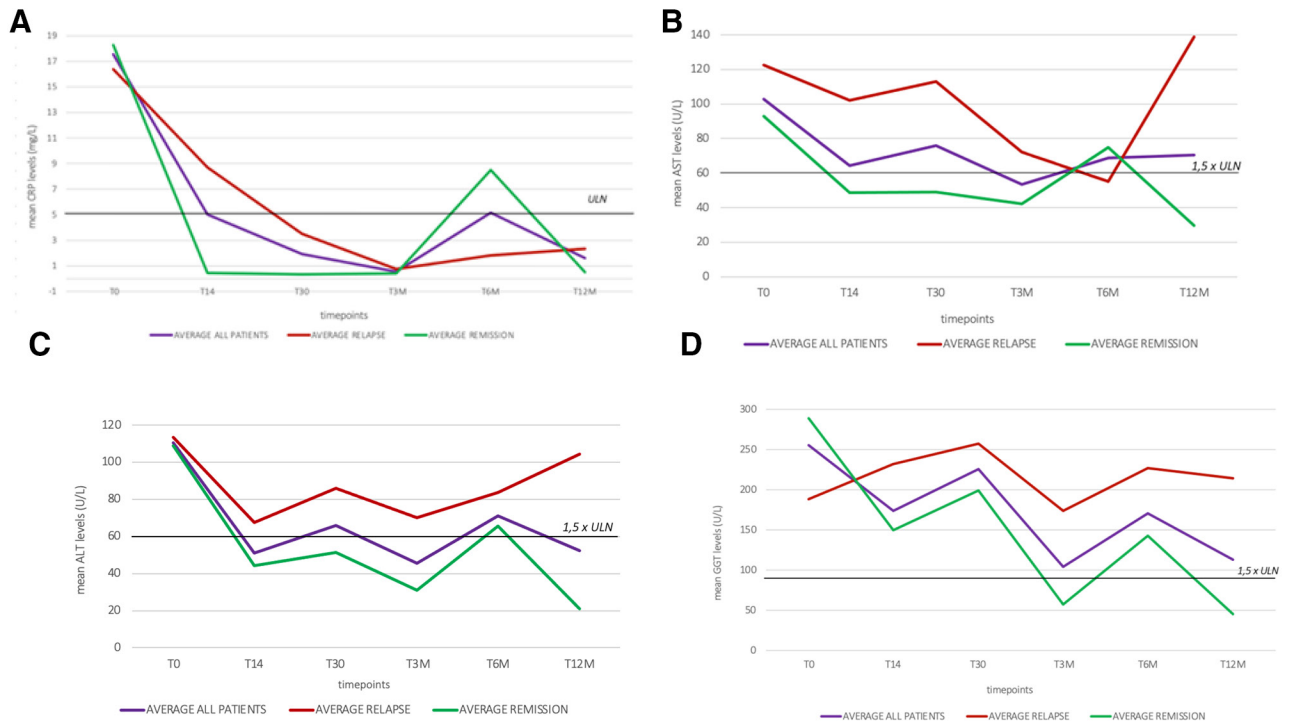 A
19
17
15
13
11
9
7
5
3
1
-1
mean CRP levels (mg/L)
ULN
T0 T14 T30 T3M T6M T12M
timepoints
AVERAGE ALL PATIENTS AVERAGE RELAPSE AVERAGE REMISSION
B
140
120
100
80
60
40
20
0
mean AST levels (U/L)
1,5 x ULN
T0 T14 T30 T3M T6M T12M
timepoints
AVERAGE ALL PATIENTS AVERAGE RELAPSE AVERAGE REMISSION
C
120
100
80
60
40
20
0
mean ALT levels (U/L)
1,5 x ULN
T0 T14 T30 T3M T6M T12M
timepoints
AVERAGE ALL PATIENTS AVERAGE RELAPSE AVERAGE REMISSION
D
300
250
200
150
100
50
0
mean GGT levels (U/L)
1,5 x ULN
T0 T14 T30 T3M T6M T12M
timepoints
AVERAGE ALL PATIENTS AVERAGE RELAPSE AVERAGE REMISSION